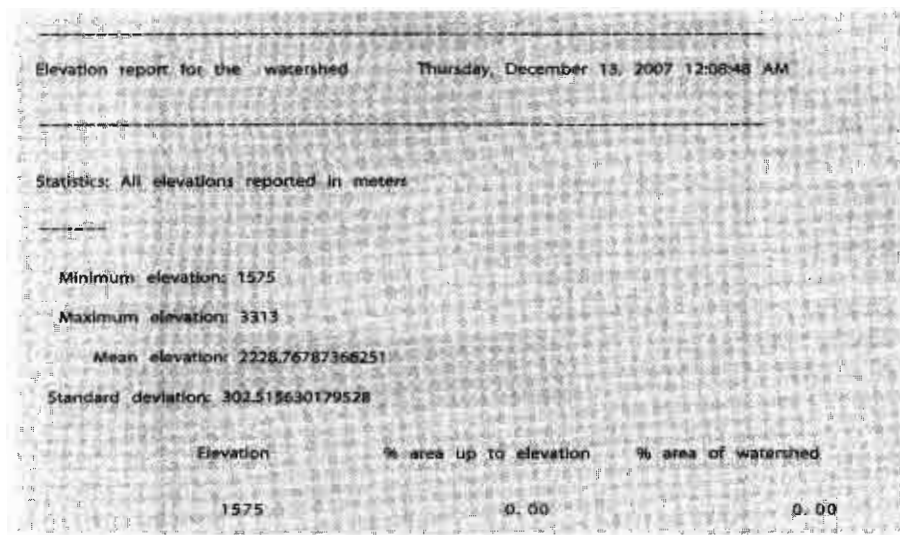 Elevation report for the watershed Thursday, December 13, 2007 12:08:48 AM
Statistics: All elevations reported in meters
Minimum elevation: 1575
Maximum elevation: 3313
Mean elevation: 2228.76787366251
Standard deviation: 302.515630179528
Elevation % area up to elevation % area of watershed
1575 0.00 0.00